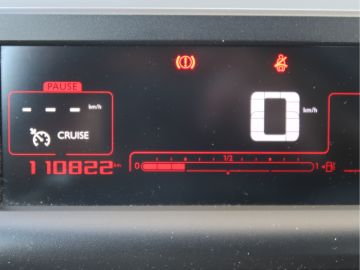 PAUSE
- - - km/h
0 km/h
CRUISE
110822 km
0 1/2 1